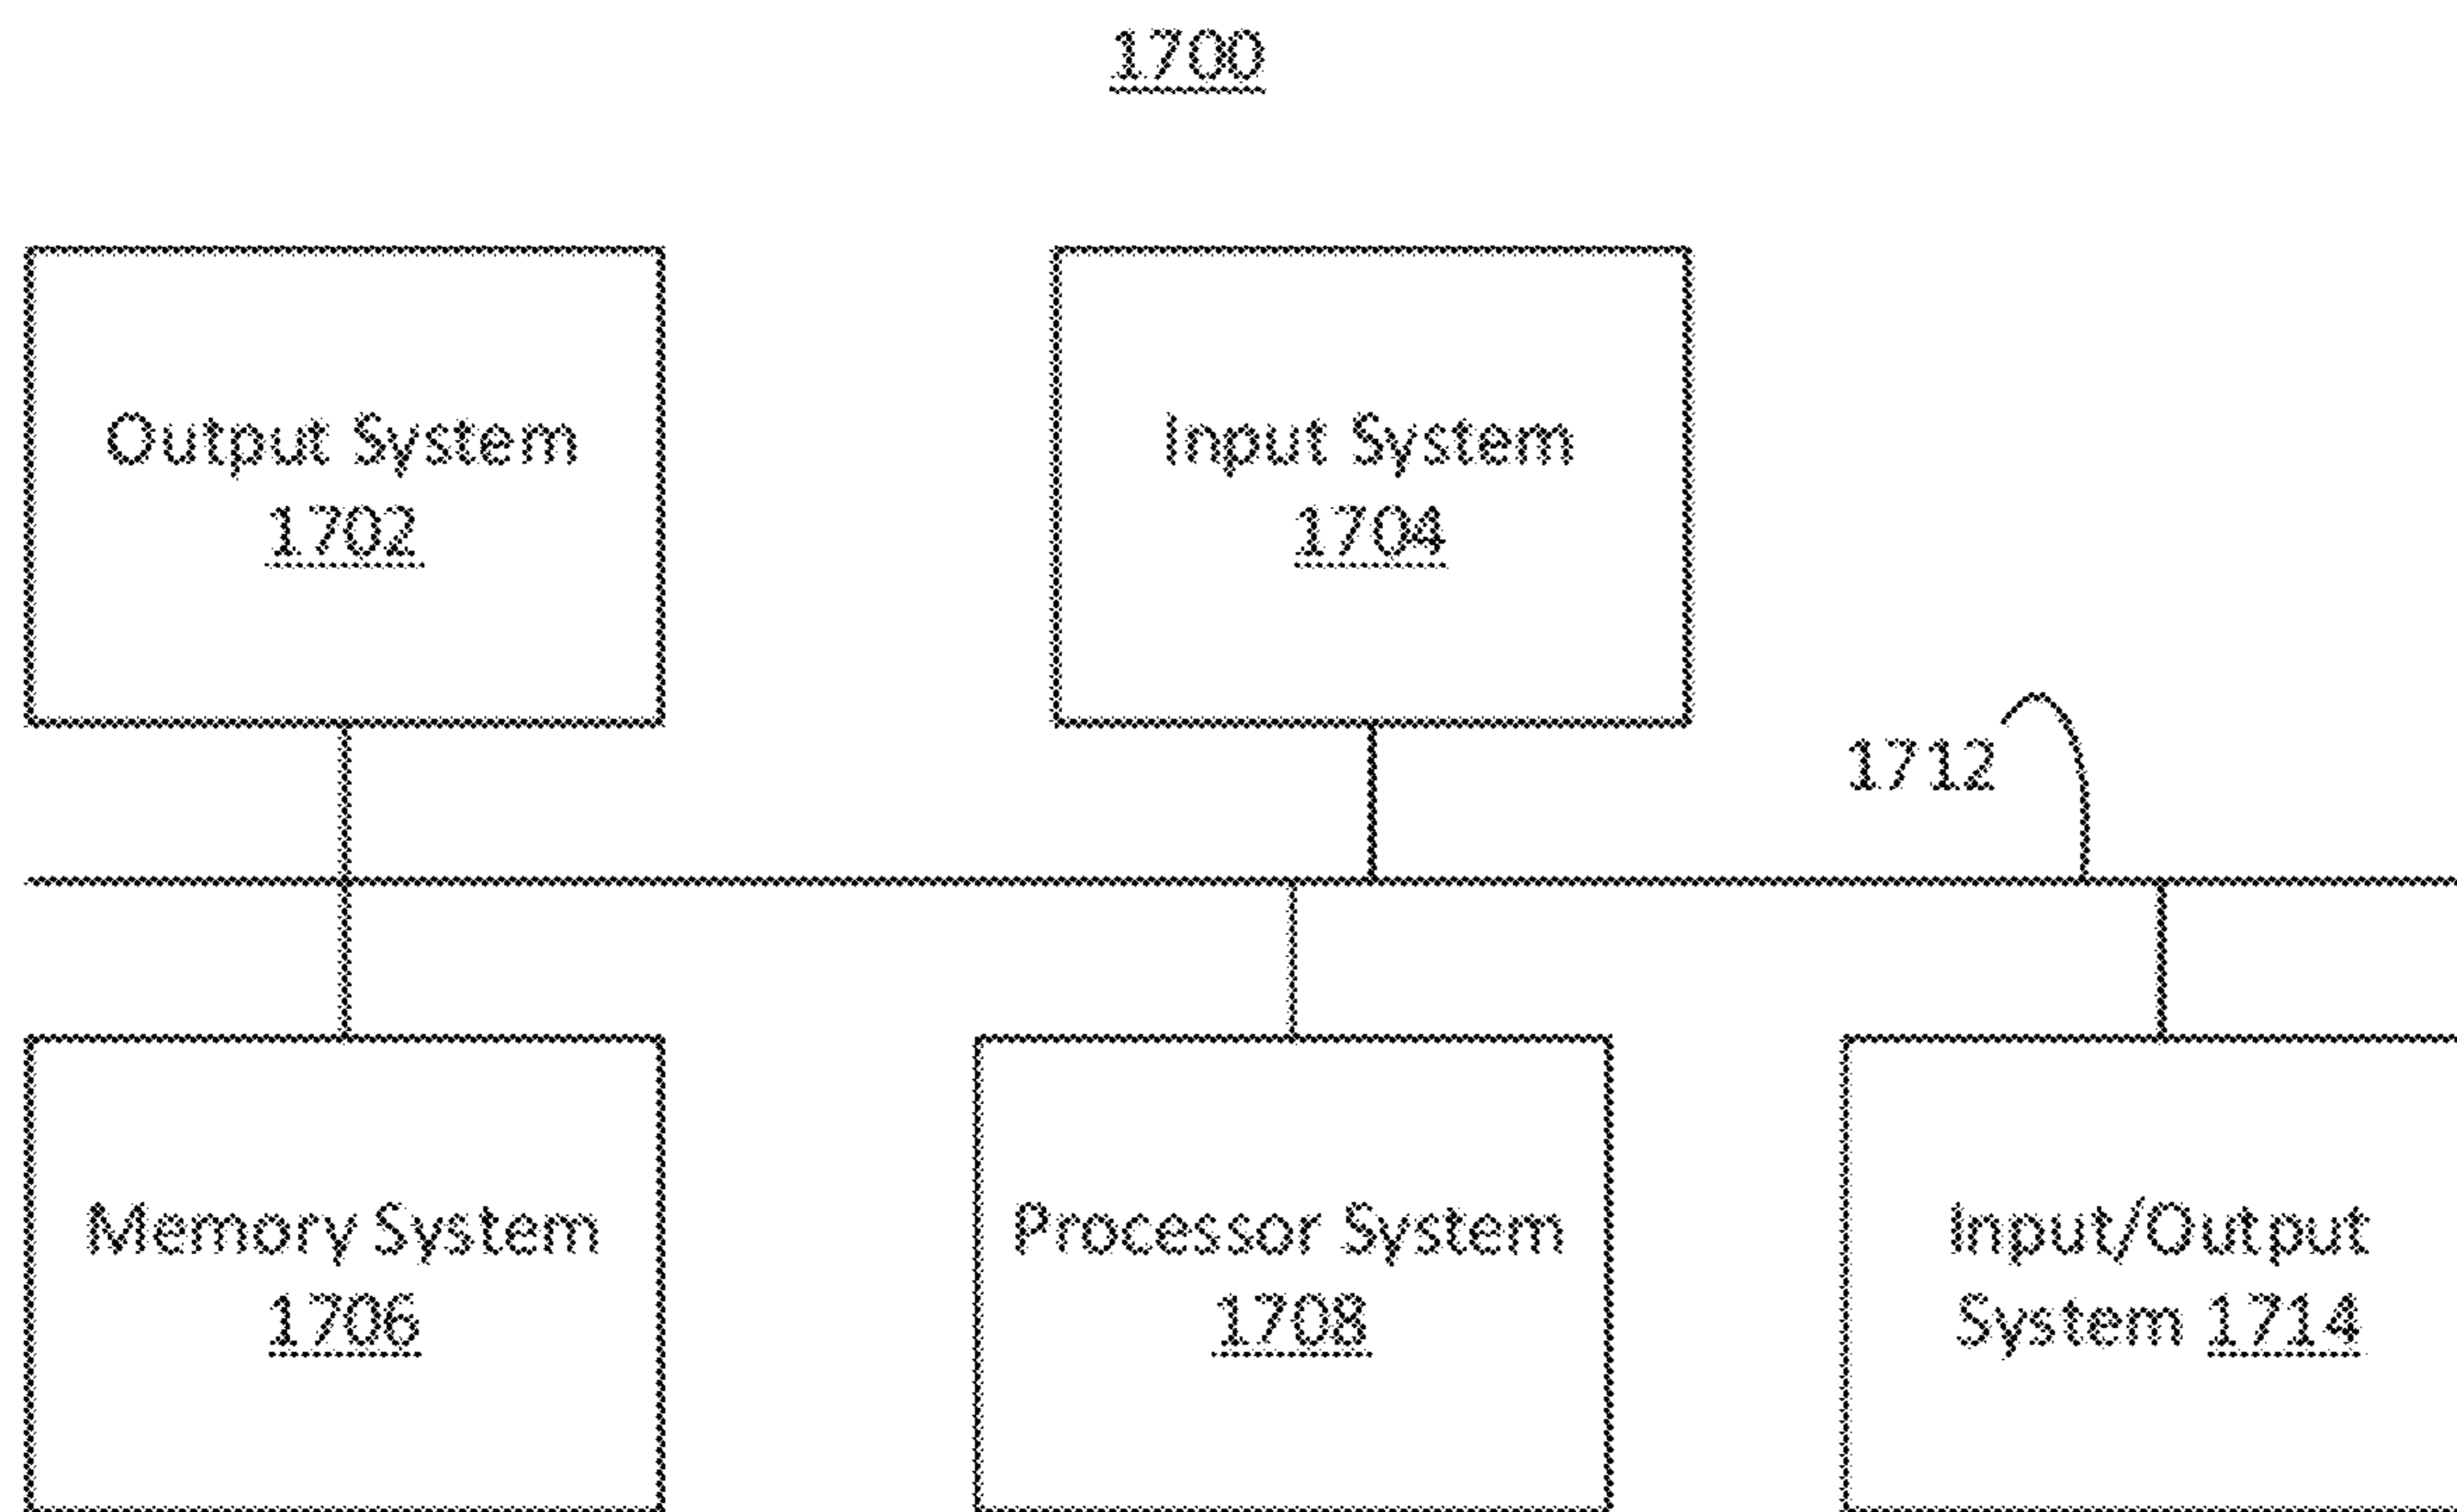 1700
Output System
1702
Input System
1704
1712
Memory System
1706
Processor System
1708
Input/Output
System 1714